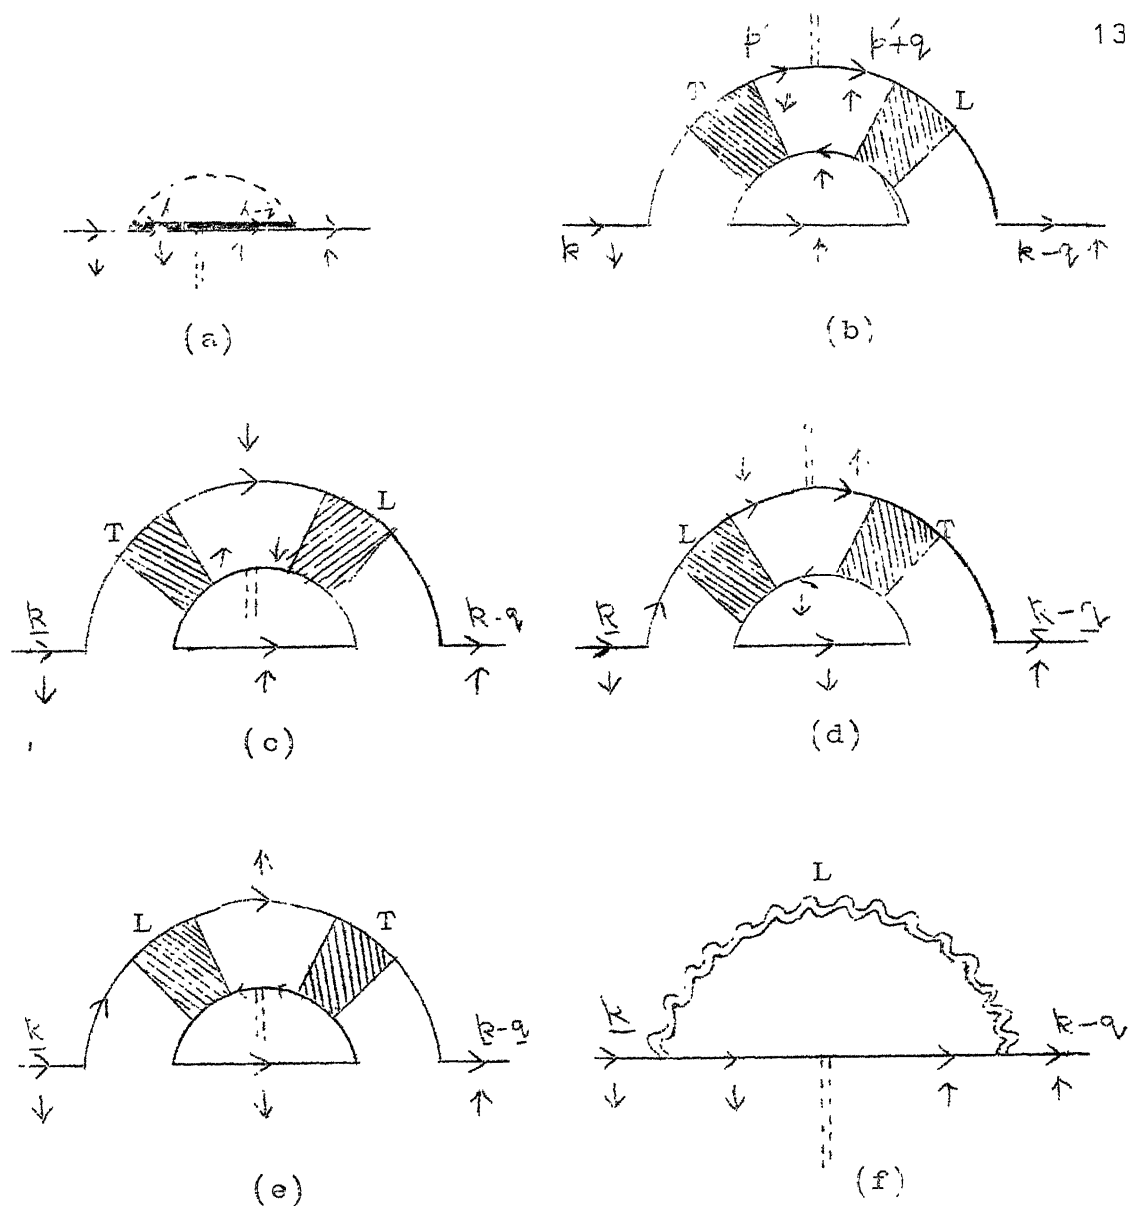 13
p' p'+q
T L
↓ ↑
↑
k ↓ ↑ k-q ↑
↓ ↓ ↑
(a) (b)
↓
T L
↑ ↓
k k-q
↓ ↑ ↑
(c)
↓ ↑
L T
↓
k k-q
↓ ↓ ↑
(d)
↑
L T
k k-q
↓ ↓ ↑
(e)
L
k k-q
↓ ↓ ↑ ↑
(f)